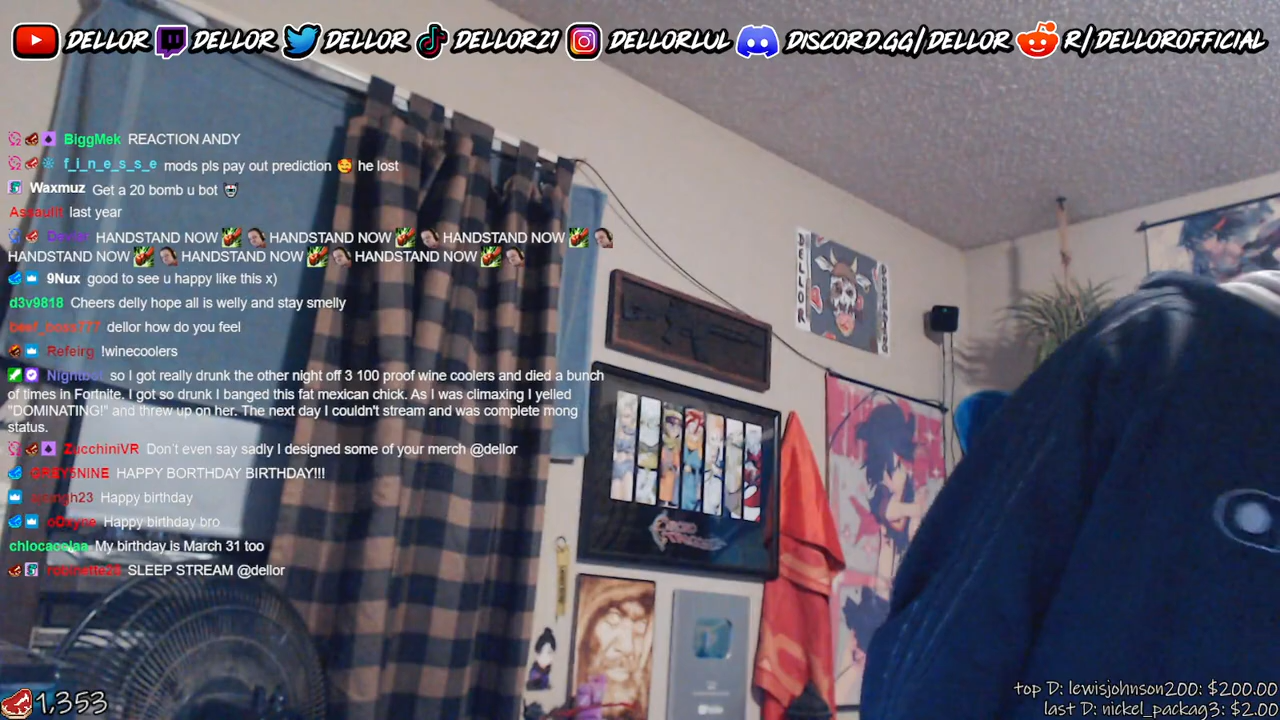 DELLOR DELLOR DELLOR DELLOR21 DELLORLUL DISCORD.GG/DELLOR R/DELLOROFFICIAL
BiggMek REACTION ANDY
f_i_n_e_s_s_e mods pls pay out prediction he lost
Waxmuz Get a 20 bomb u bot
Assault last year
HANDSTAND NOW HANDSTAND NOW HANDSTAND NOW
HANDSTAND NOW HANDSTAND NOW HANDSTAND NOW
9Nux good to see u happy like this x)
d3v9818 Cheers delly hope all is welly and stay smelly
beef_boss777 dellor how do you feel
Refeirg !winecoolers
Nightbot so I got really drunk the other night off 3 100 proof wine coolers and died a bunch
of times in Fortnite. I got so drunk I banged this fat mexican chick. As I was climaxing I yelled
"DOMINATING!" and threw up on her. The next day I couldn't stream and was complete mong
status.
ZucchiniVR Don't even say sadly I designed some of your merch @dellor
GREY5NINE HAPPY BORTHDAY BIRTHDAY!!!
Happy birthday
Happy birthday bro
My birthday is March 31 too
SLEEP STREAM @dellor
DELLOR
1,353
top D: lewisjohnson200: $200.00
last D: nickel_packag3: $2.00